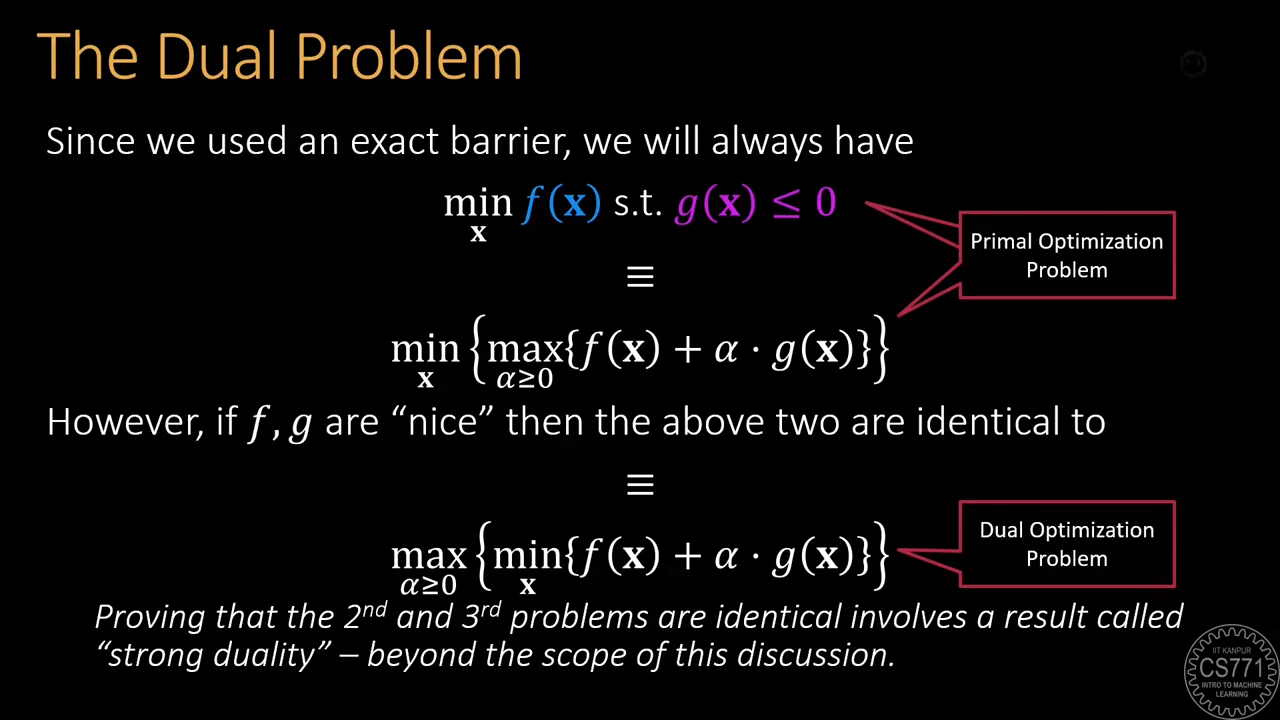 The Dual Problem
Since we used an exact barrier, we will always have
min f(𝐱) s.t. g(𝐱) ≤ 0
𝐱
Primal Optimization
Problem
≡
min {max{f(𝐱) + α · g(𝐱)}}
𝐱 α≥0
However, if f, g are “nice” then the above two are identical to
≡
Dual Optimization
Problem
max {min{f(𝐱) + α · g(𝐱)}}
α≥0 𝐱
Proving that the 2nd and 3rd problems are identical involves a result called
“strong duality” – beyond the scope of this discussion.
IIT KANPUR
CS771
INTRO TO MACHINE
LEARNING